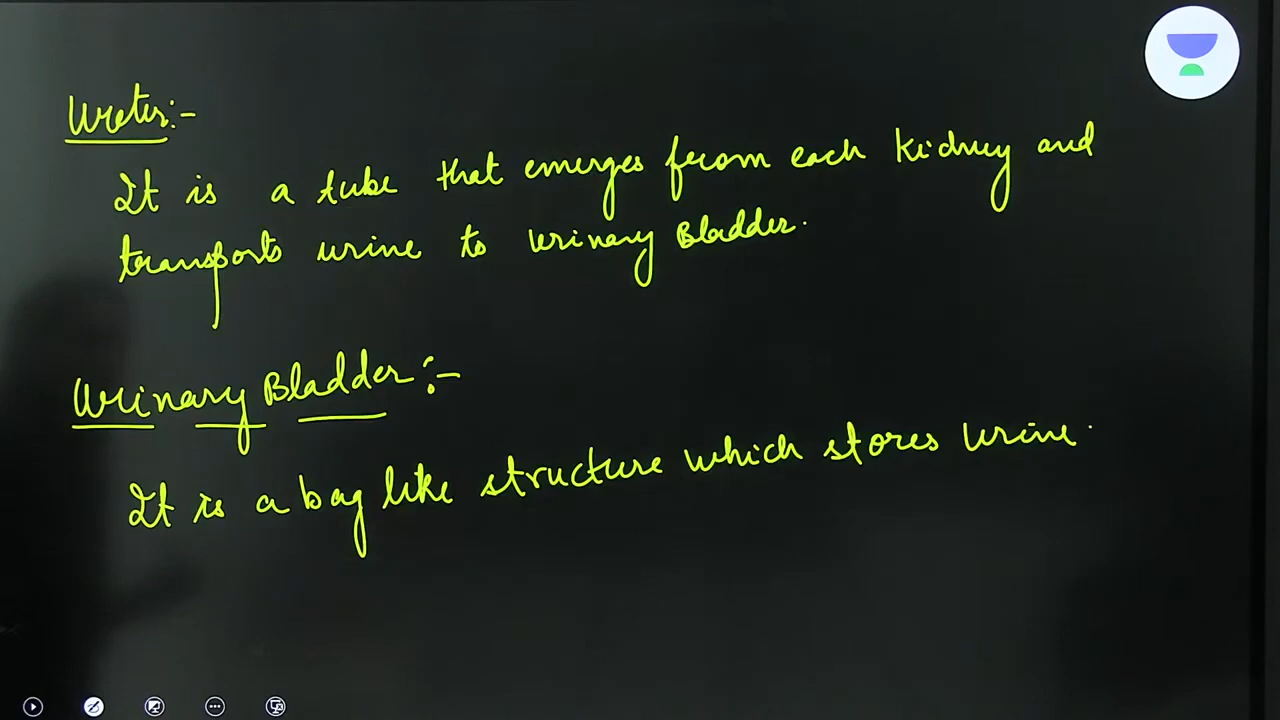 Ureter:-
It is a tube that emerges from each kidney and
transports urine to urinary Bladder.
Urinary Bladder:-
It is a bag like structure which stores urine.